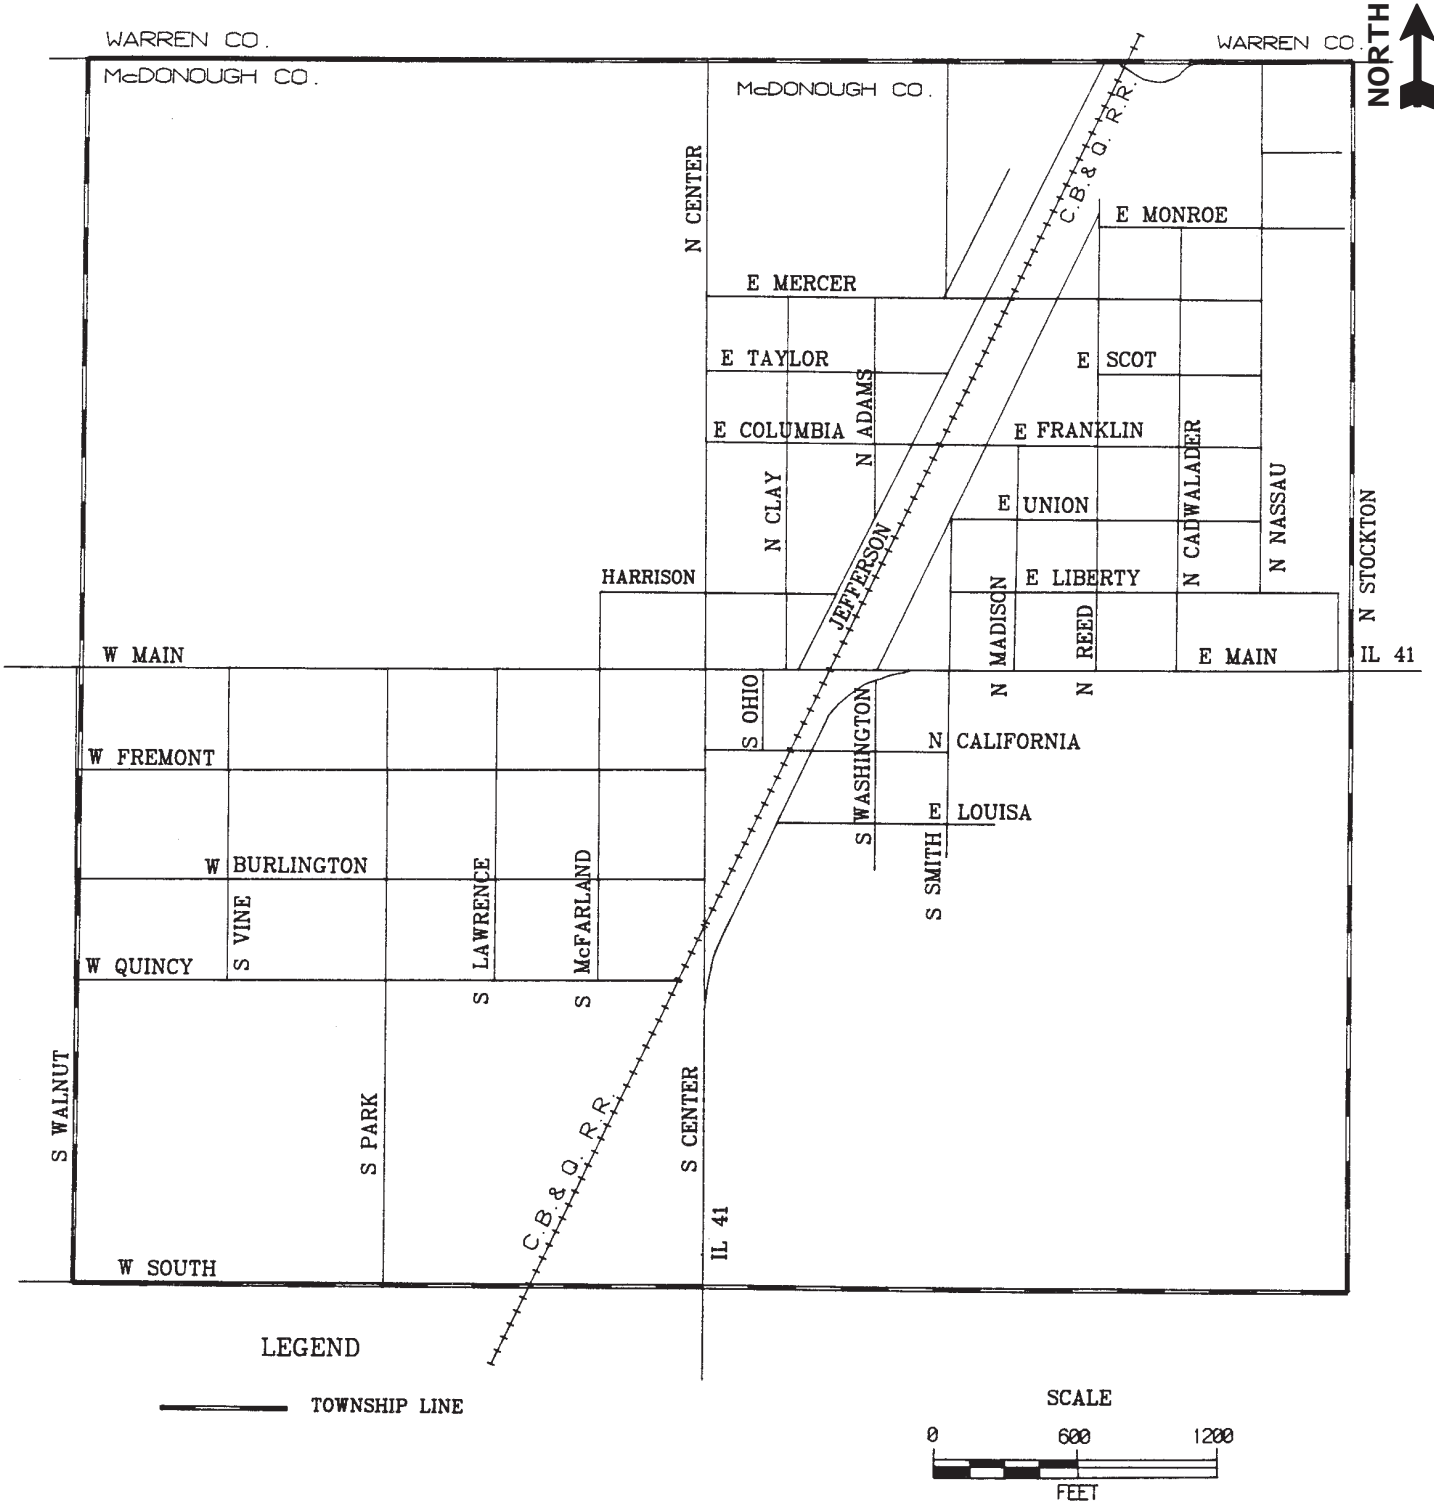 WARREN CO.
McDONOUGH CO.
McDONOUGH CO.
WARREN CO.
NORTH
C.B.& Q. R.R.
N CENTER
E MONROE
E MERCER
E TAYLOR
E SCOT
N ADAMS
E COLUMBIA
E FRANKLIN
N CLAY
N CADWALADER
N NASSAU
N STOCKTON
E UNION
JEFFERSON
HARRISON
E LIBERTY
N MADISON
N REED
W MAIN
E MAIN
IL 41
S OHIO
S WASHINGTON
N CALIFORNIA
W FREMONT
E LOUISA
S SMITH
W BURLINGTON
S VINE
S LAWRENCE
S McFARLAND
W QUINCY
S WALNUT
S PARK
S CENTER
C.B.& Q. R.R.
IL 41
W SOUTH
LEGEND
TOWNSHIP LINE
SCALE
0 600 1200
FEET